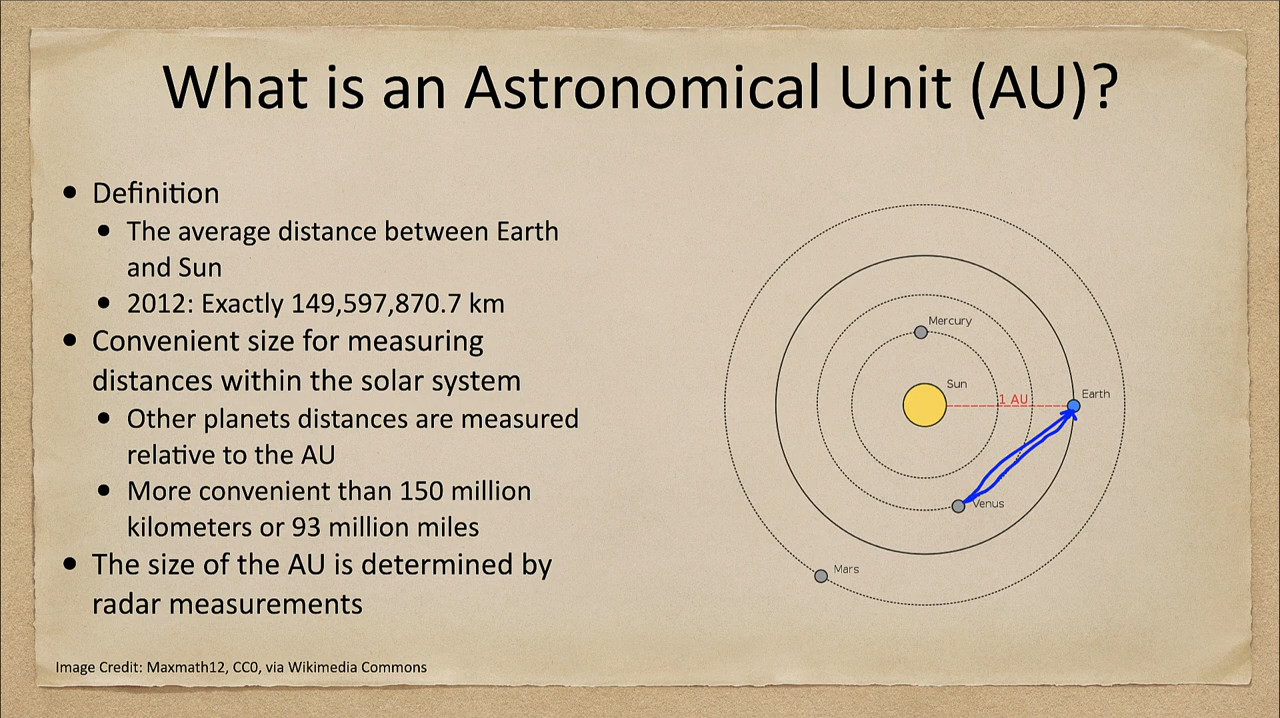 What is an Astronomical Unit (AU)?
• Definition
• The average distance between Earth
and Sun
• 2012: Exactly 149,597,870.7 km
• Convenient size for measuring
distances within the solar system
• Other planets distances are measured
relative to the AU
• More convenient than 150 million
kilometers or 93 million miles
• The size of the AU is determined by
radar measurements
Mercury
Sun
1 AU
Earth
Venus
Mars
Image Credit: Maxmath12, CC0, via Wikimedia Commons